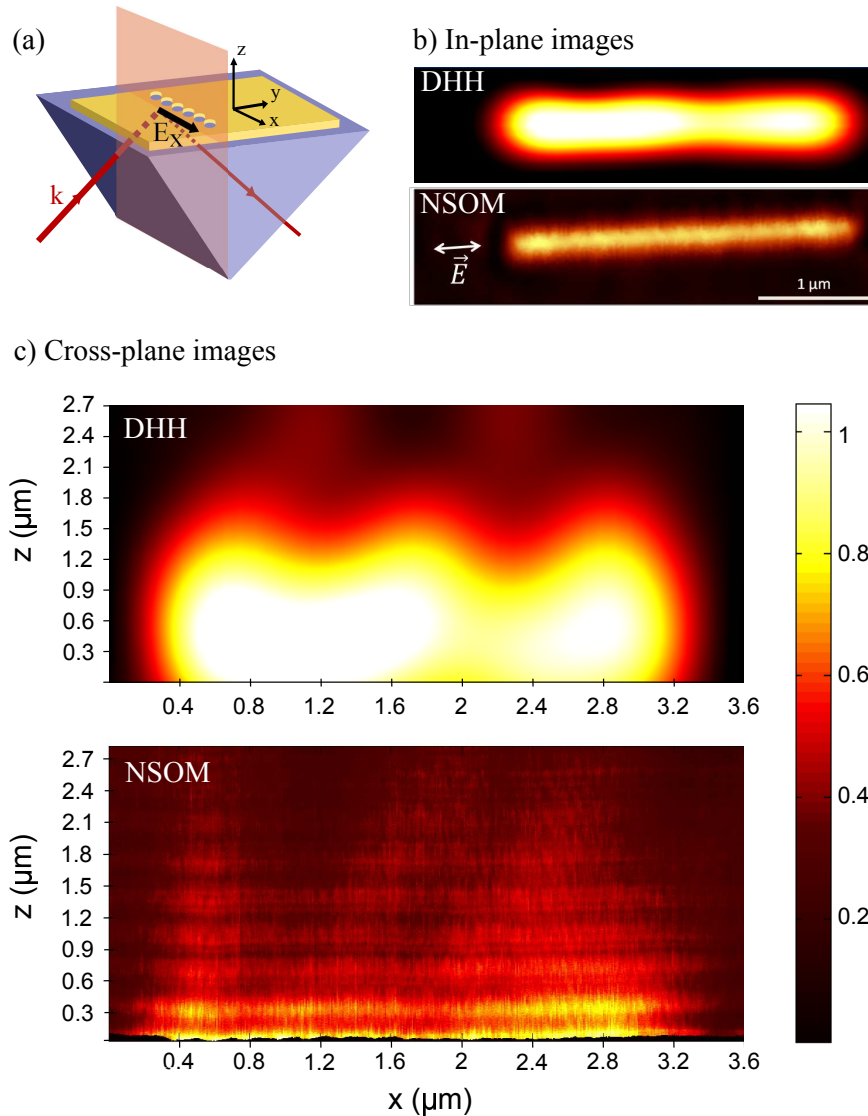 (a)
z
y
x
E_X
k
b) In-plane images
DHH
NSOM
E⃗
1 µm
c) Cross-plane images
DHH
z (µm)
2.7
2.4
2.1
1.8
1.5
1.2
0.9
0.6
0.3
0.4 0.8 1.2 1.6 2 2.4 2.8 3.2 3.6
NSOM
z (µm)
2.7
2.4
2.1
1.8
1.5
1.2
0.9
0.6
0.3
0.4 0.8 1.2 1.6 2 2.4 2.8 3.2 3.6
x (µm)
1
0.8
0.6
0.4
0.2